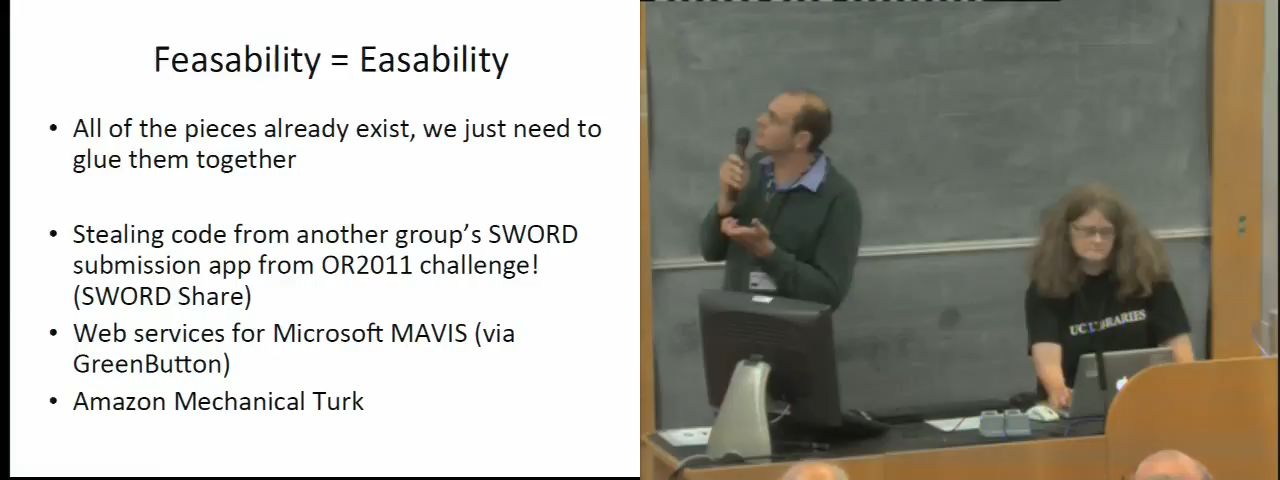 Feasability = Easability
• All of the pieces already exist, we just need to
glue them together
• Stealing code from another group's SWORD
submission app from OR2011 challenge!
(SWORD Share)
• Web services for Microsoft MAVIS (via
GreenButton)
• Amazon Mechanical Turk
UC LIBRARIES